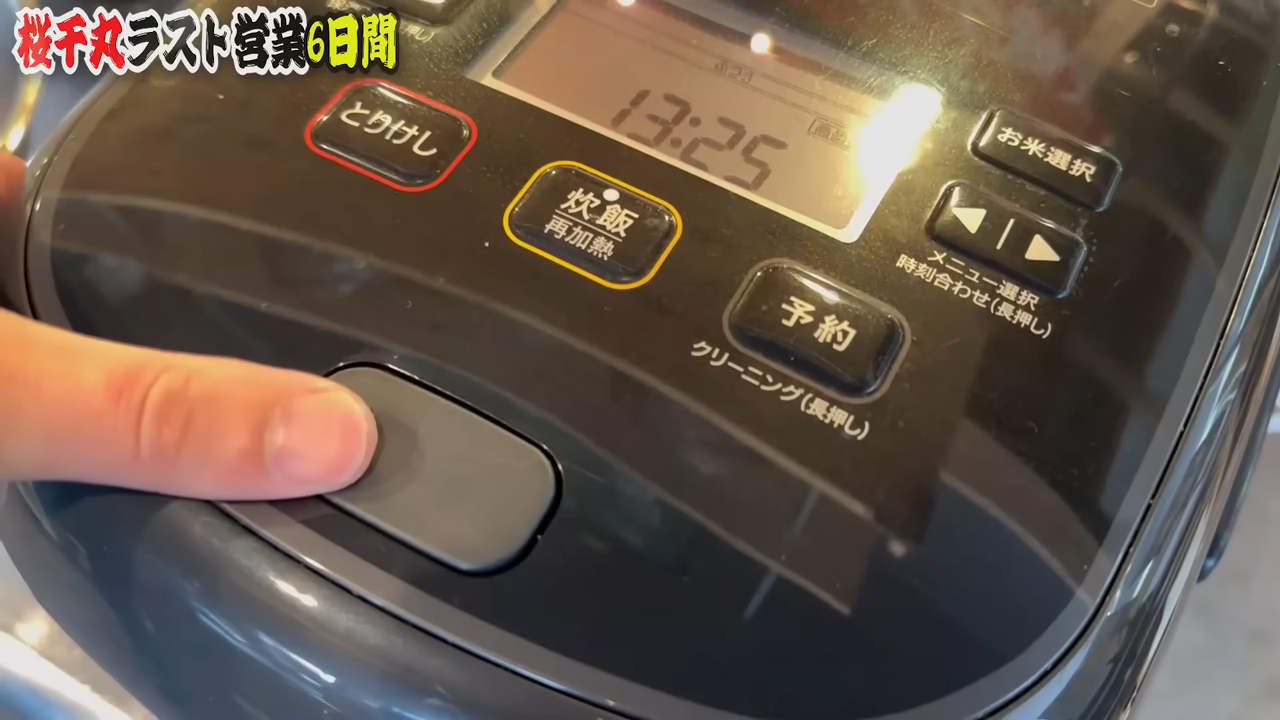 桜千丸ラスト営業6日間
とり付し
13:25
お米選択
炊飯
再加熱
◀|▶
メニュー選択
時刻合わせ(長押し)
予約
クリーニング(長押し)